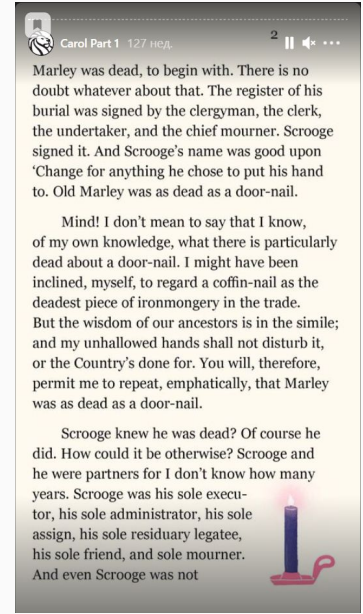 2
Carol Part 1 127 нед.
Marley was dead, to begin with. There is no
doubt whatever about that. The register of his
burial was signed by the clergyman, the clerk,
the undertaker, and the chief mourner. Scrooge
signed it. And Scrooge’s name was good upon
‘Change for anything he chose to put his hand
to. Old Marley was as dead as a door-nail.
Mind! I don’t mean to say that I know,
of my own knowledge, what there is particularly
dead about a door-nail. I might have been
inclined, myself, to regard a coffin-nail as the
deadest piece of ironmongery in the trade.
But the wisdom of our ancestors is in the simile;
and my unhallowed hands shall not disturb it,
or the Country’s done for. You will, therefore,
permit me to repeat, emphatically, that Marley
was as dead as a door-nail.
Scrooge knew he was dead? Of course he
did. How could it be otherwise? Scrooge and
he were partners for I don’t know how many
years. Scrooge was his sole execu-
tor, his sole administrator, his sole
assign, his sole residuary legatee,
his sole friend, and sole mourner.
And even Scrooge was not